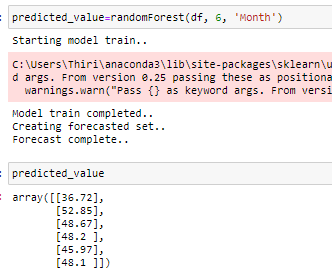 : predicted_value=randomForest(df, 6, 'Month')
Starting model train..
C:\Users\Thiri\anaconda3\lib\site-packages\sklearn\u
d args. From version 0.25 passing these as positiona
warnings.warn("Pass {} as keyword args. From versi
Model train completed..
Creating forecasted set..
Forecast complete..
: predicted_value
: array([[36.72],
[52.85],
[48.67],
[48.2 ],
[45.97],
[48.1 ]])